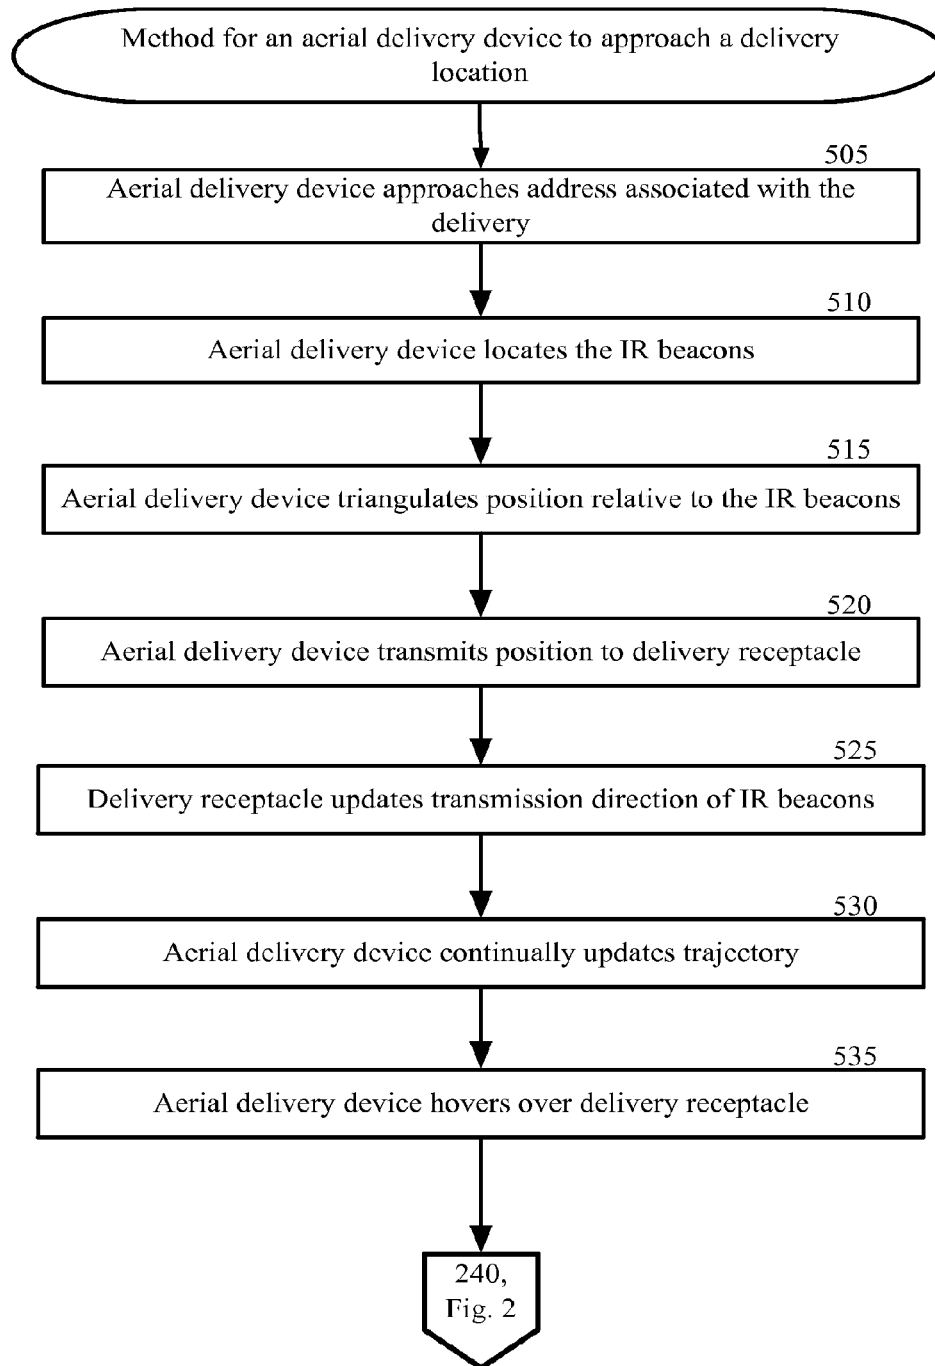 Method for an aerial delivery device to approach a delivery
location
505
Aerial delivery device approaches address associated with the
delivery
510
Aerial delivery device locates the IR beacons
515
Aerial delivery device triangulates position relative to the IR beacons
520
Aerial delivery device transmits position to delivery receptacle
525
Delivery receptacle updates transmission direction of IR beacons
530
Aerial delivery device continually updates trajectory
535
Aerial delivery device hovers over delivery receptacle
240,
Fig. 2